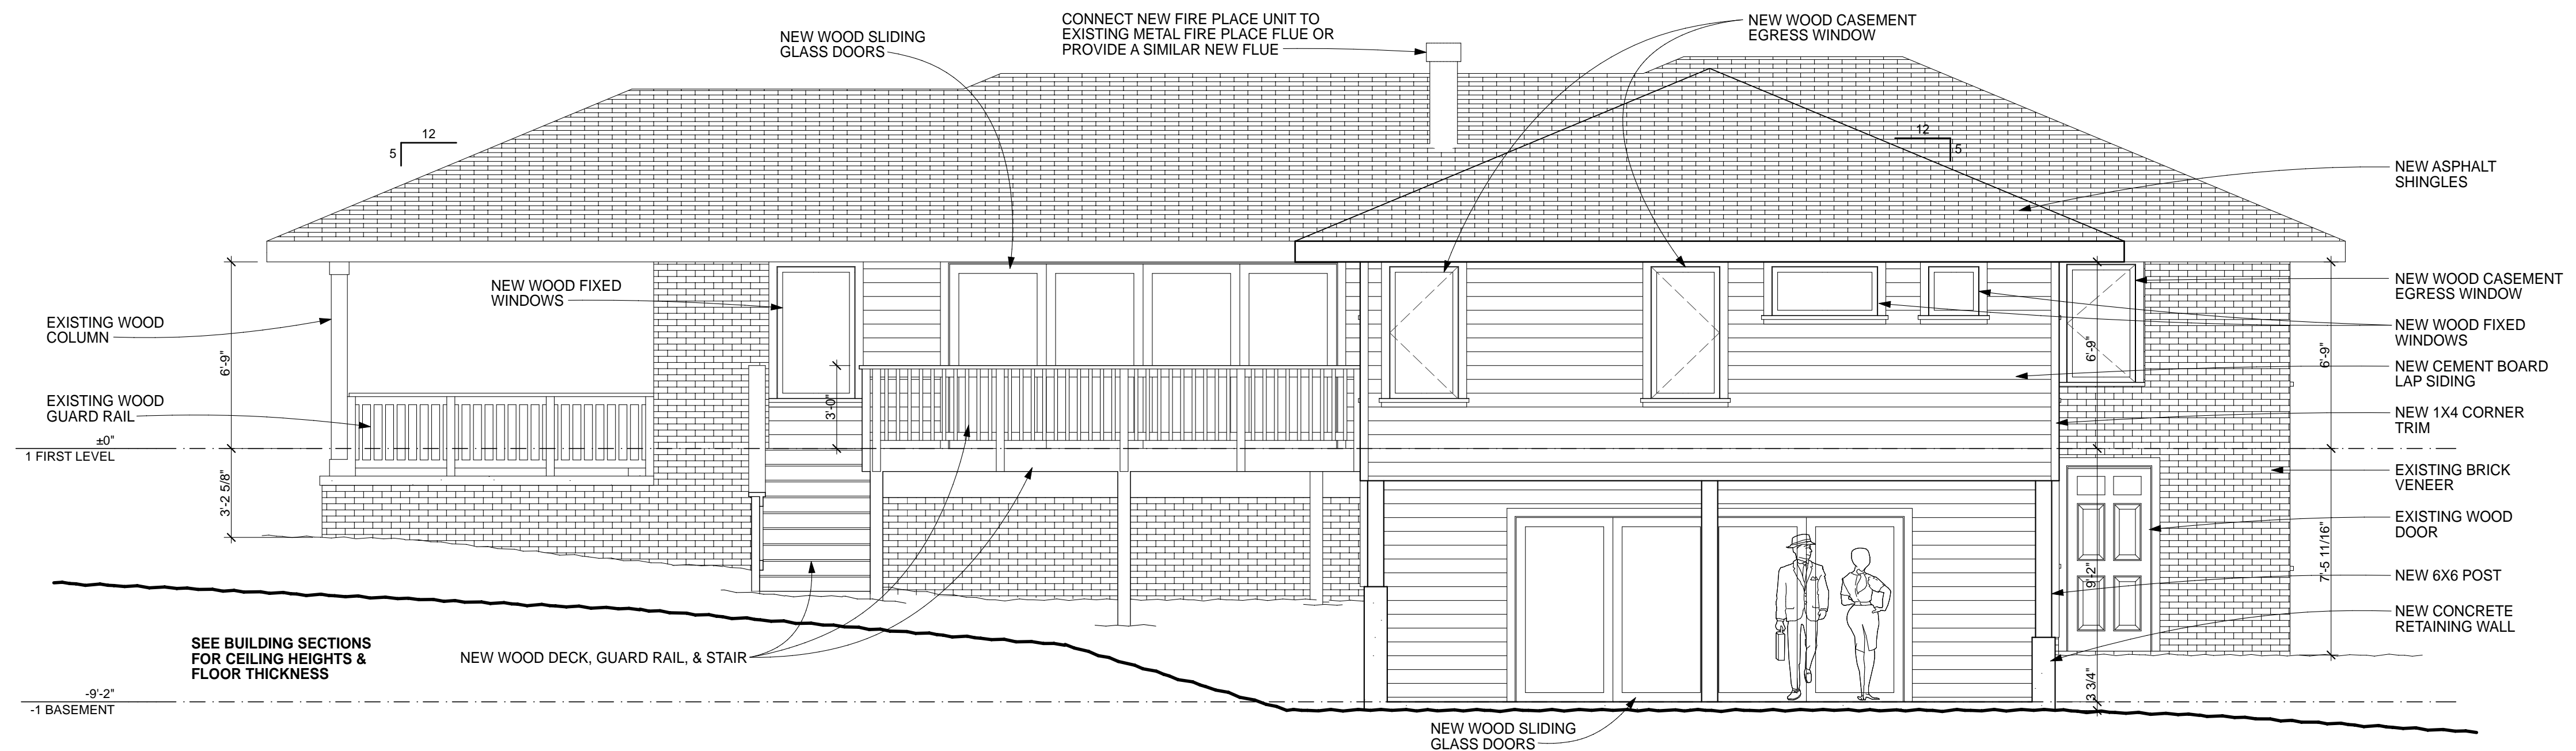 CONNECT NEW FIRE PLACE UNIT TO
EXISTING METAL FIRE PLACE FLUE OR
PROVIDE A SIMILAR NEW FLUE
NEW WOOD CASEMENT
EGRESS WINDOW
NEW WOOD SLIDING
GLASS DOORS
12
5
12
5
NEW ASPHALT
SHINGLES
NEW WOOD FIXED
WINDOWS
EXISTING WOOD
COLUMN
6'-9"
EXISTING WOOD
GUARD RAIL
±0"
1 FIRST LEVEL
3'-2 5/8"
3'-0"
6'-9"
6'-9"
NEW WOOD CASEMENT
EGRESS WINDOW
NEW WOOD FIXED
WINDOWS
NEW CEMENT BOARD
LAP SIDING
NEW 1X4 CORNER
TRIM
EXISTING BRICK
VENEER
EXISTING WOOD
DOOR
NEW 6X6 POST
NEW CONCRETE
RETAINING WALL
9'-2"
7'-5 11/16"
3 3/4"
SEE BUILDING SECTIONS
FOR CEILING HEIGHTS &
FLOOR THICKNESS
NEW WOOD DECK, GUARD RAIL, & STAIR
-9'-2"
-1 BASEMENT
NEW WOOD SLIDING
GLASS DOORS